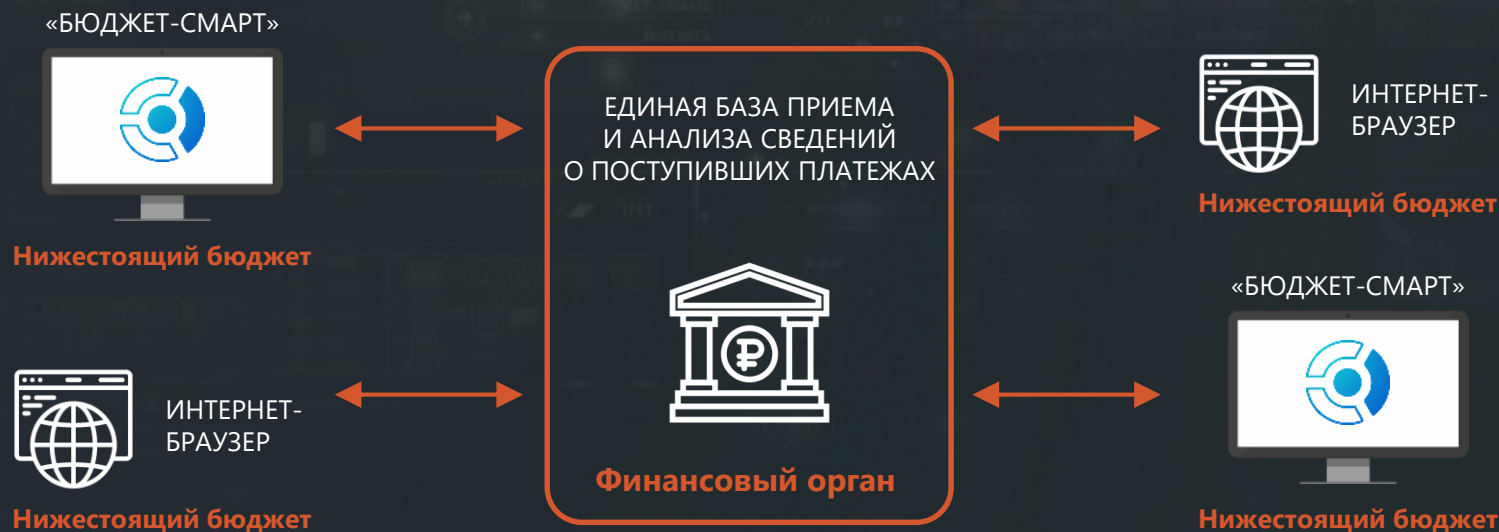 «БЮДЖЕТ-СМАРТ»
Нижестоящий бюджет
ИНТЕРНЕТ-
БРАУЗЕР
Нижестоящий бюджет
ЕДИНАЯ БАЗА ПРИЕМА
И АНАЛИЗА СВЕДЕНИЙ
О ПОСТУПИВШИХ ПЛАТЕЖАХ
Финансовый орган
ИНТЕРНЕТ-
БРАУЗЕР
Нижестоящий бюджет
«БЮДЖЕТ-СМАРТ»
Нижестоящий бюджет